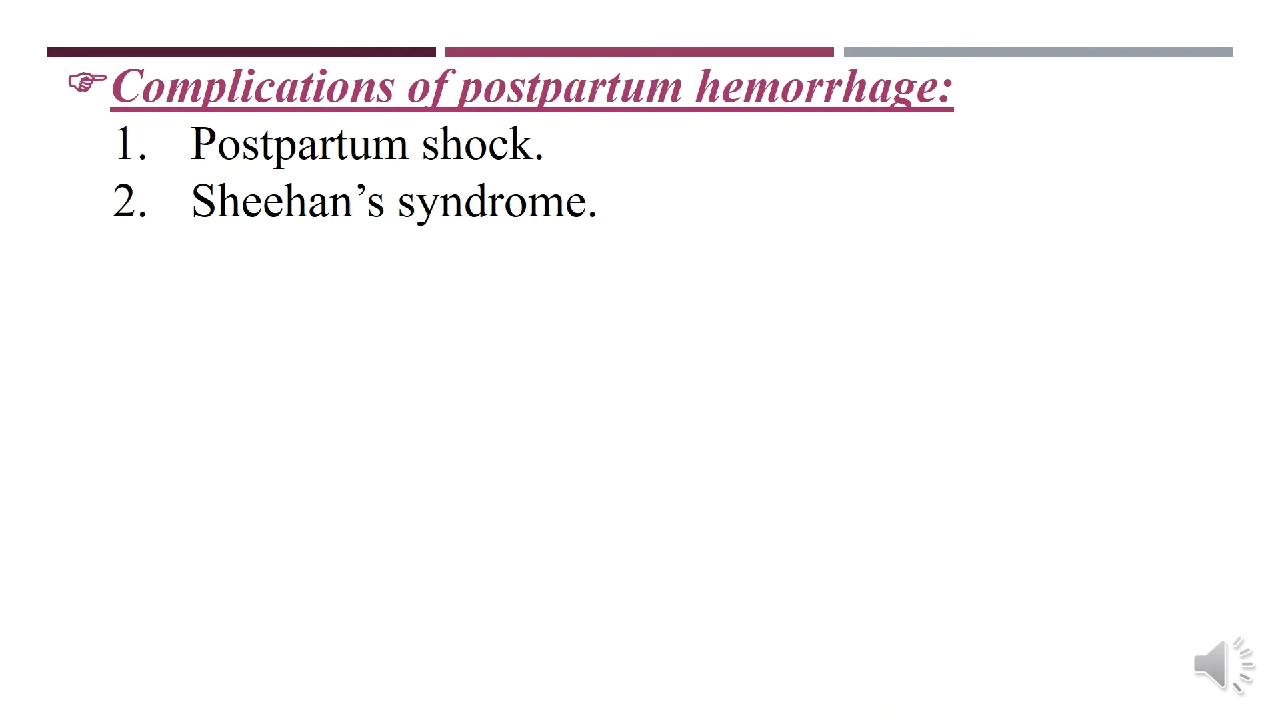 ☞Complications of postpartum hemorrhage:
1. Postpartum shock.
2. Sheehan’s syndrome.